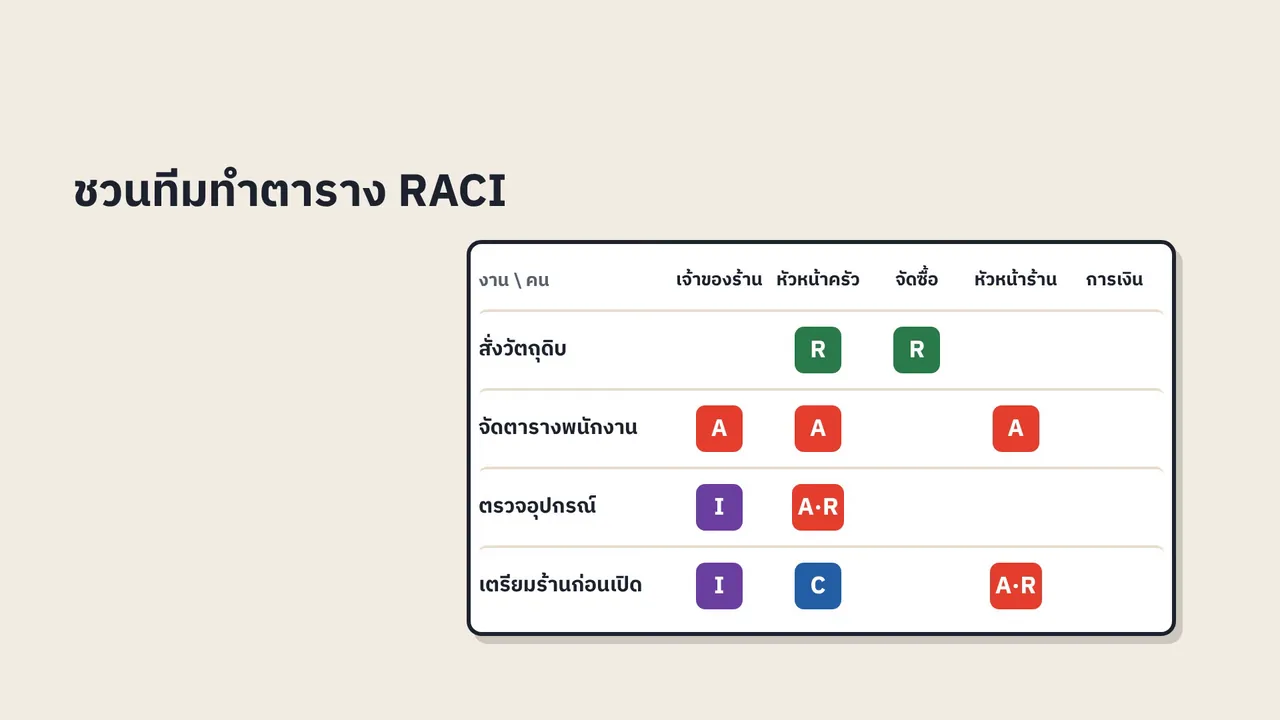 ชวนทีมทำตาราง RACI
งาน \ คน เจ้าของร้าน หัวหน้าครัว จัดซื้อ หัวหน้าร้าน การเงิน
สั่งวัตถุดิบ R R
จัดตารางพนักงาน A A A
ตรวจอุปกรณ์ I A·R
เตรียมร้านก่อนเปิด I C A·R